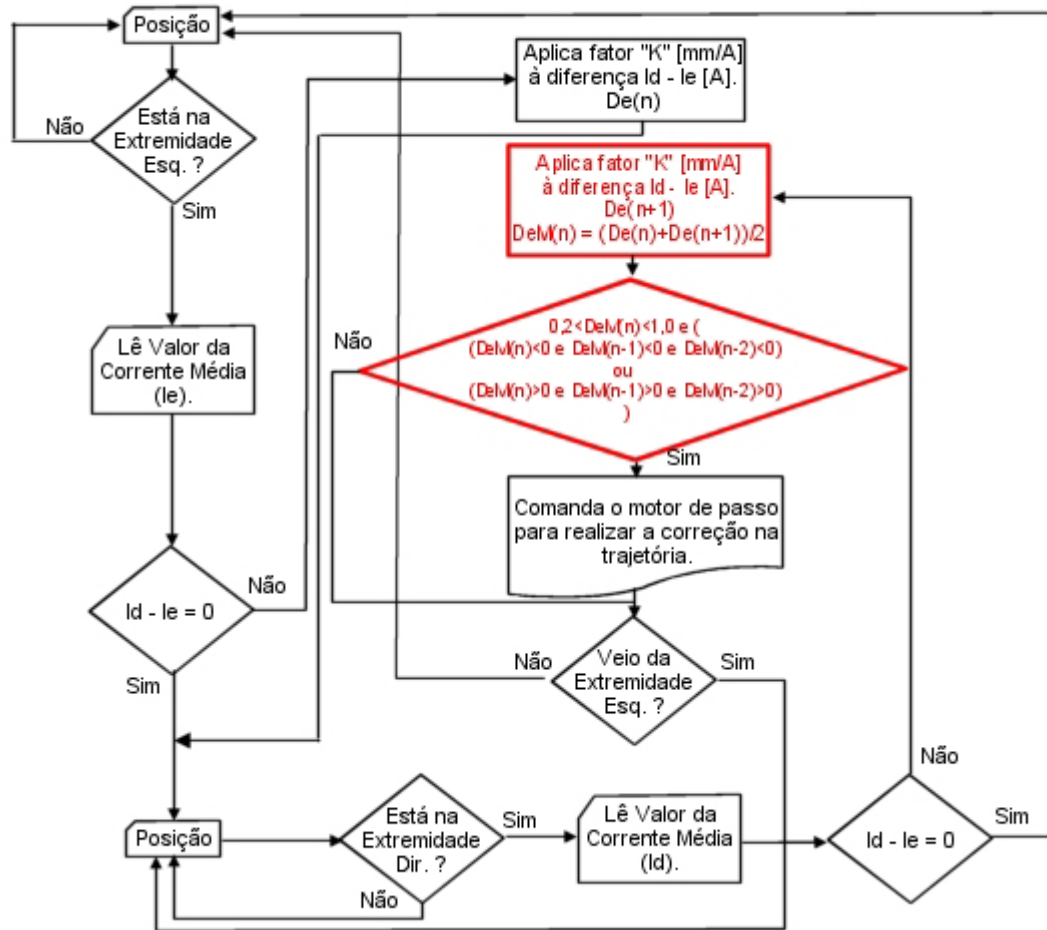 Posição
Está na
Extremidade
Esq. ?
Não
Sim
Lê Valor da
Corrente Média
(Ie).
Id - Ie = 0
Não
Sim
Aplica fator "K" [mm/A]
à diferença Id - Ie [A].
De(n)
Aplica fator "K" [mm/A]
à diferença Id - Ie [A].
De(n+1)
DeM(n) = (De(n)+De(n+1))/2
0,2<DeM(n)<1,0 e (
(DeM(n)<0 e DeM(n-1)<0 e DeM(n-2)<0)
ou
(DeM(n)>0 e DeM(n-1)>0 e DeM(n-2)>0)
)
Não
Sim
Comanda o motor de passo
para realizar a correção na
trajetória.
Veio da
Extremidade
Esq. ?
Não
Sim
Posição
Está na
Extremidade
Dir. ?
Sim
Não
Lê Valor da
Corrente Média
(Id).
Id - Ie = 0
Não
Sim